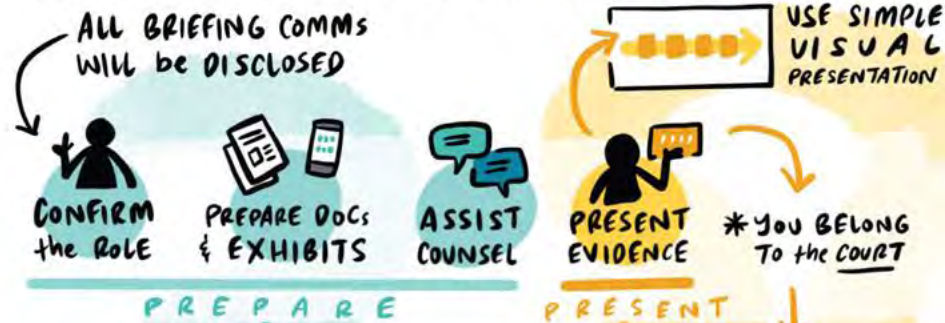 ALL BRIEFING COMMS
WILL be DISCLOSED
USE SIMPLE
VISUAL
PRESENTATION
CONFIRM
the ROLE
PREPARE DOCs
& EXHIBITS
ASSIST
COUNSEL
PRESENT
EVIDENCE
* YOU BELONG
To the COURT
PREPARE
PRESENT